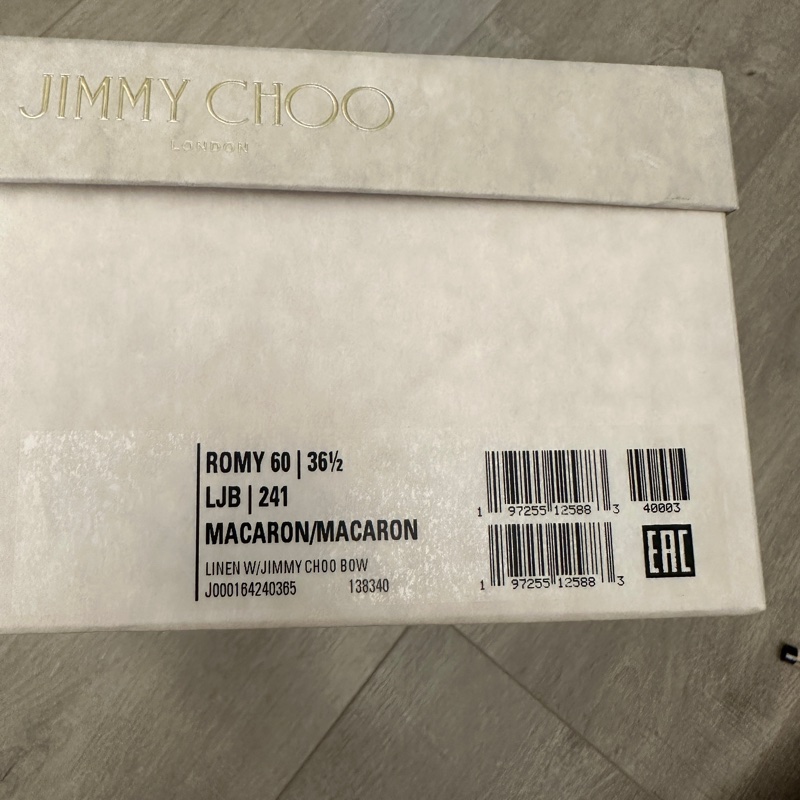 JIMMY CHOO
LONDON
ROMY 60 | 36½
LJB | 241
MACARON/MACARON
LINEN W/JIMMY CHOO BOW
J000164240365 138340
1 97255 12588 3 40003
1 97255 12588 3
EAC